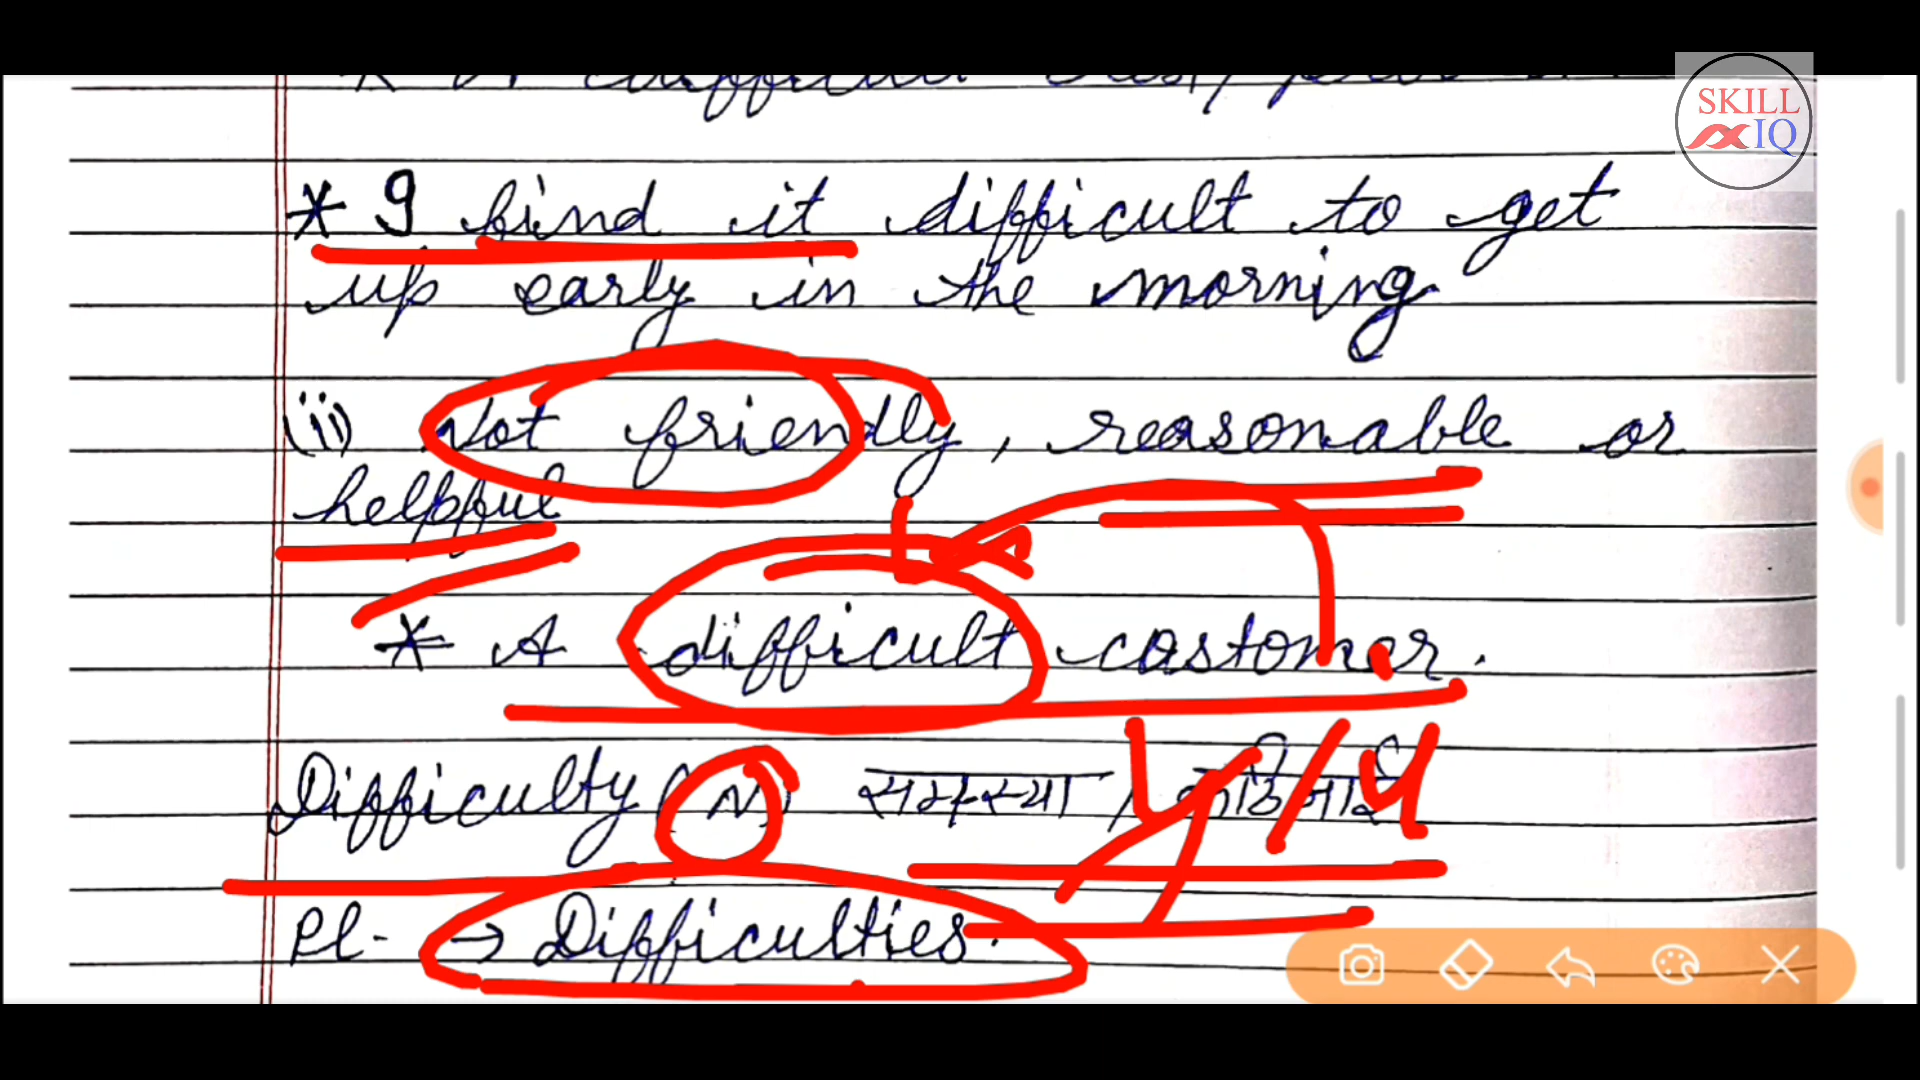 SKILL
IQ
* I find it difficult to get
up early in the morning
(ii) Not friendly, reasonable or
helpful
* A difficult customer.
Difficulty (N) समस्या / कठिनाई
Pl. → Difficulties.